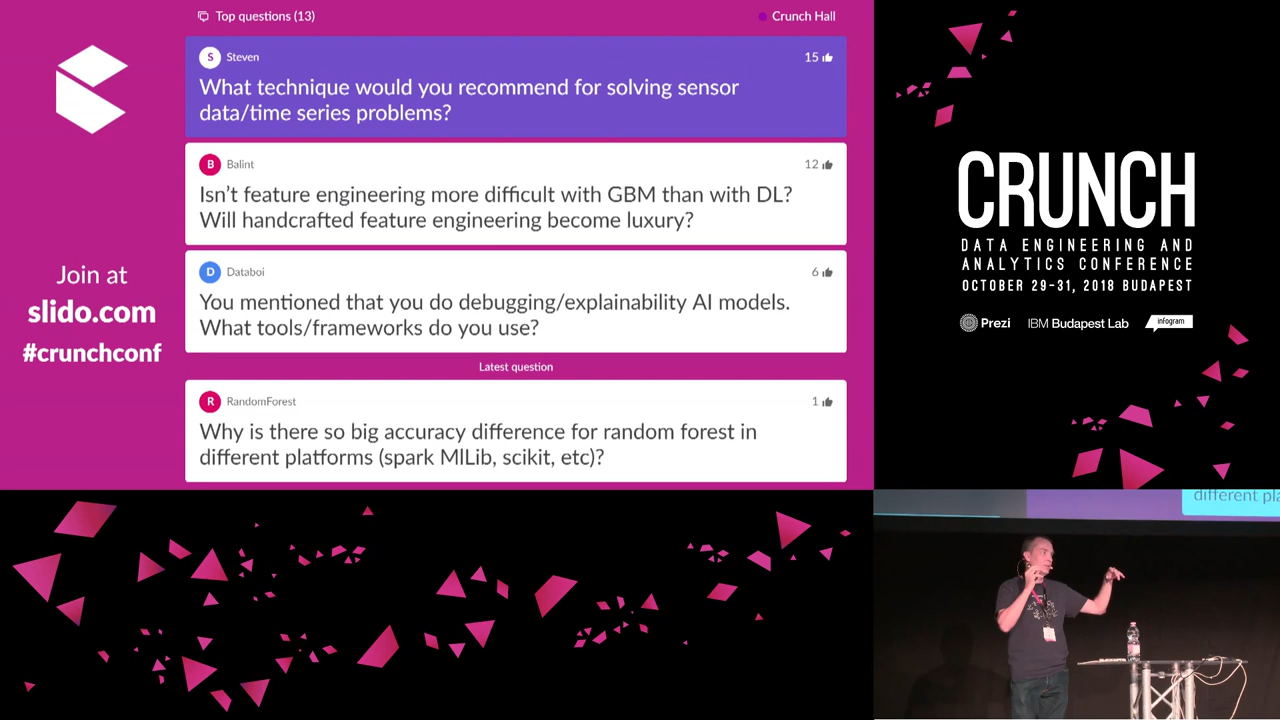 Top questions (13)
Crunch Hall
S Steven
15
What technique would you recommend for solving sensor
data/time series problems?
B Balint
12
Isn't feature engineering more difficult with GBM than with DL?
Will handcrafted feature engineering become luxury?
D Databoi
6
You mentioned that you do debugging/explainability AI models.
What tools/frameworks do you use?
Latest question
R RandomForest
1
Why is there so big accuracy difference for random forest in
different platforms (spark MlLib, scikit, etc)?
Join at
slido.com
#crunchconf
CRUNCH
DATA ENGINEERING AND
ANALYTICS CONFERENCE
OCTOBER 29-31, 2018 BUDAPEST
Prezi
IBM Budapest Lab
infogram
different pla